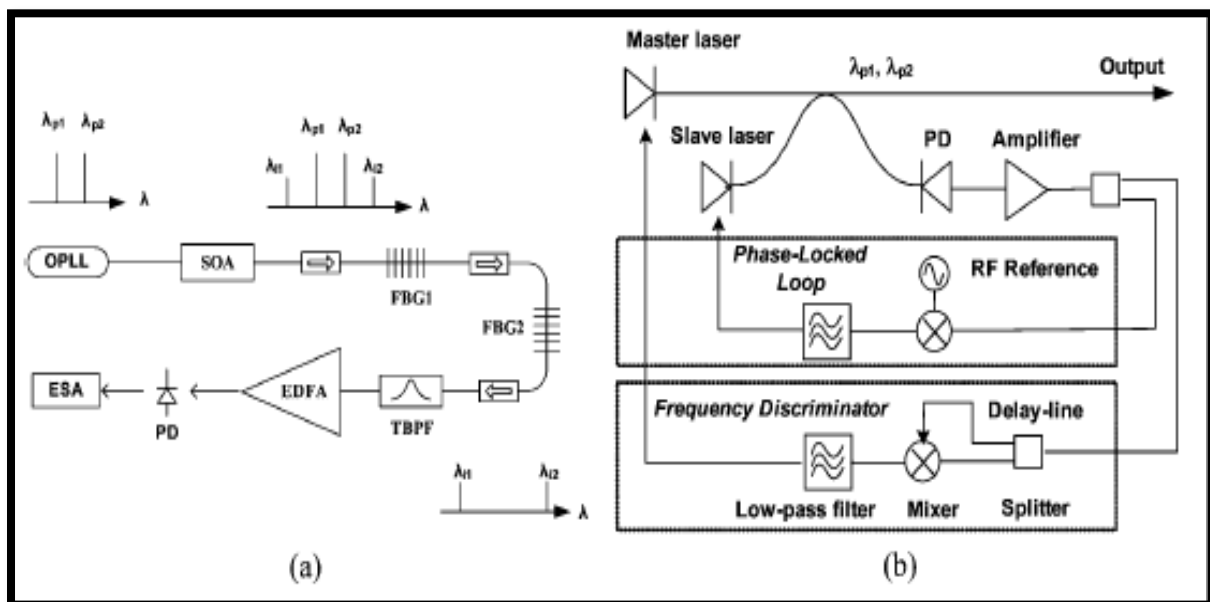 λp1 λp2
λ
λp1 λp2
λi1 λi2
λ
OPLL
SOA
FBG1
FBG2
ESA
PD
EDFA
TBPF
λi1 λi2
λ
(a)
Master laser
λp1, λp2
Output
Slave laser
PD
Amplifier
Phase-Locked
Loop
RF Reference
Frequency Discriminator
Delay-line
Low-pass filter
Mixer
Splitter
(b)